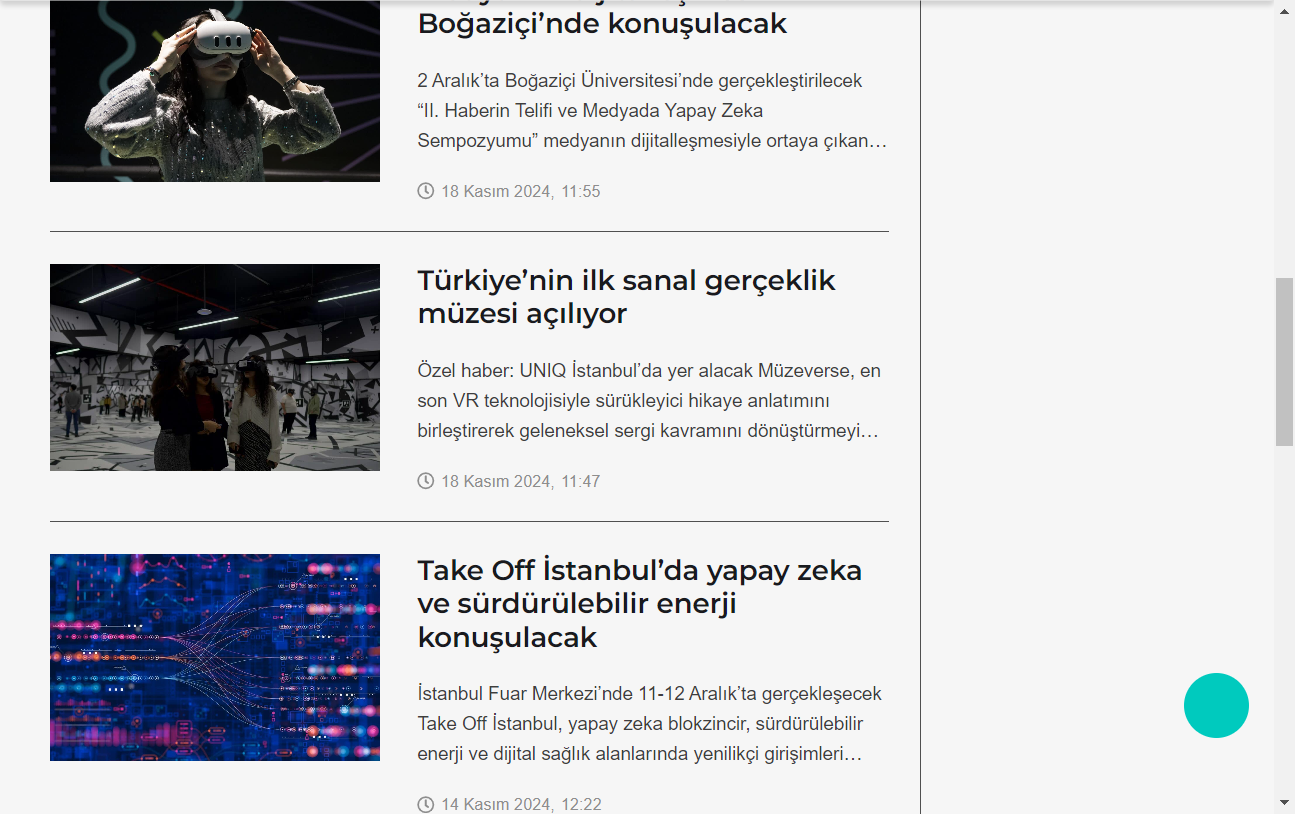 Boğaziçi’nde konuşulacak
2 Aralık’ta Boğaziçi Üniversitesi’nde gerçekleştirilecek
“II. Haberin Telifi ve Medyada Yapay Zeka
Sempozyumu” medyanın dijitalleşmesiyle ortaya çıkan…
18 Kasım 2024, 11:55
Türkiye’nin ilk sanal gerçeklik
müzesi açılıyor
Özel haber: UNIQ İstanbul’da yer alacak Müzeverse, en
son VR teknolojisiyle sürükleyici hikaye anlatımını
birleştirerek geleneksel sergi kavramını dönüştürmeyi…
18 Kasım 2024, 11:47
Take Off İstanbul’da yapay zeka
ve sürdürülebilir enerji
konuşulacak
İstanbul Fuar Merkezi’nde 11-12 Aralık’ta gerçekleşecek
Take Off İstanbul, yapay zeka blokzincir, sürdürülebilir
enerji ve dijital sağlık alanlarında yenilikçi girişimleri…
14 Kasım 2024, 12:22